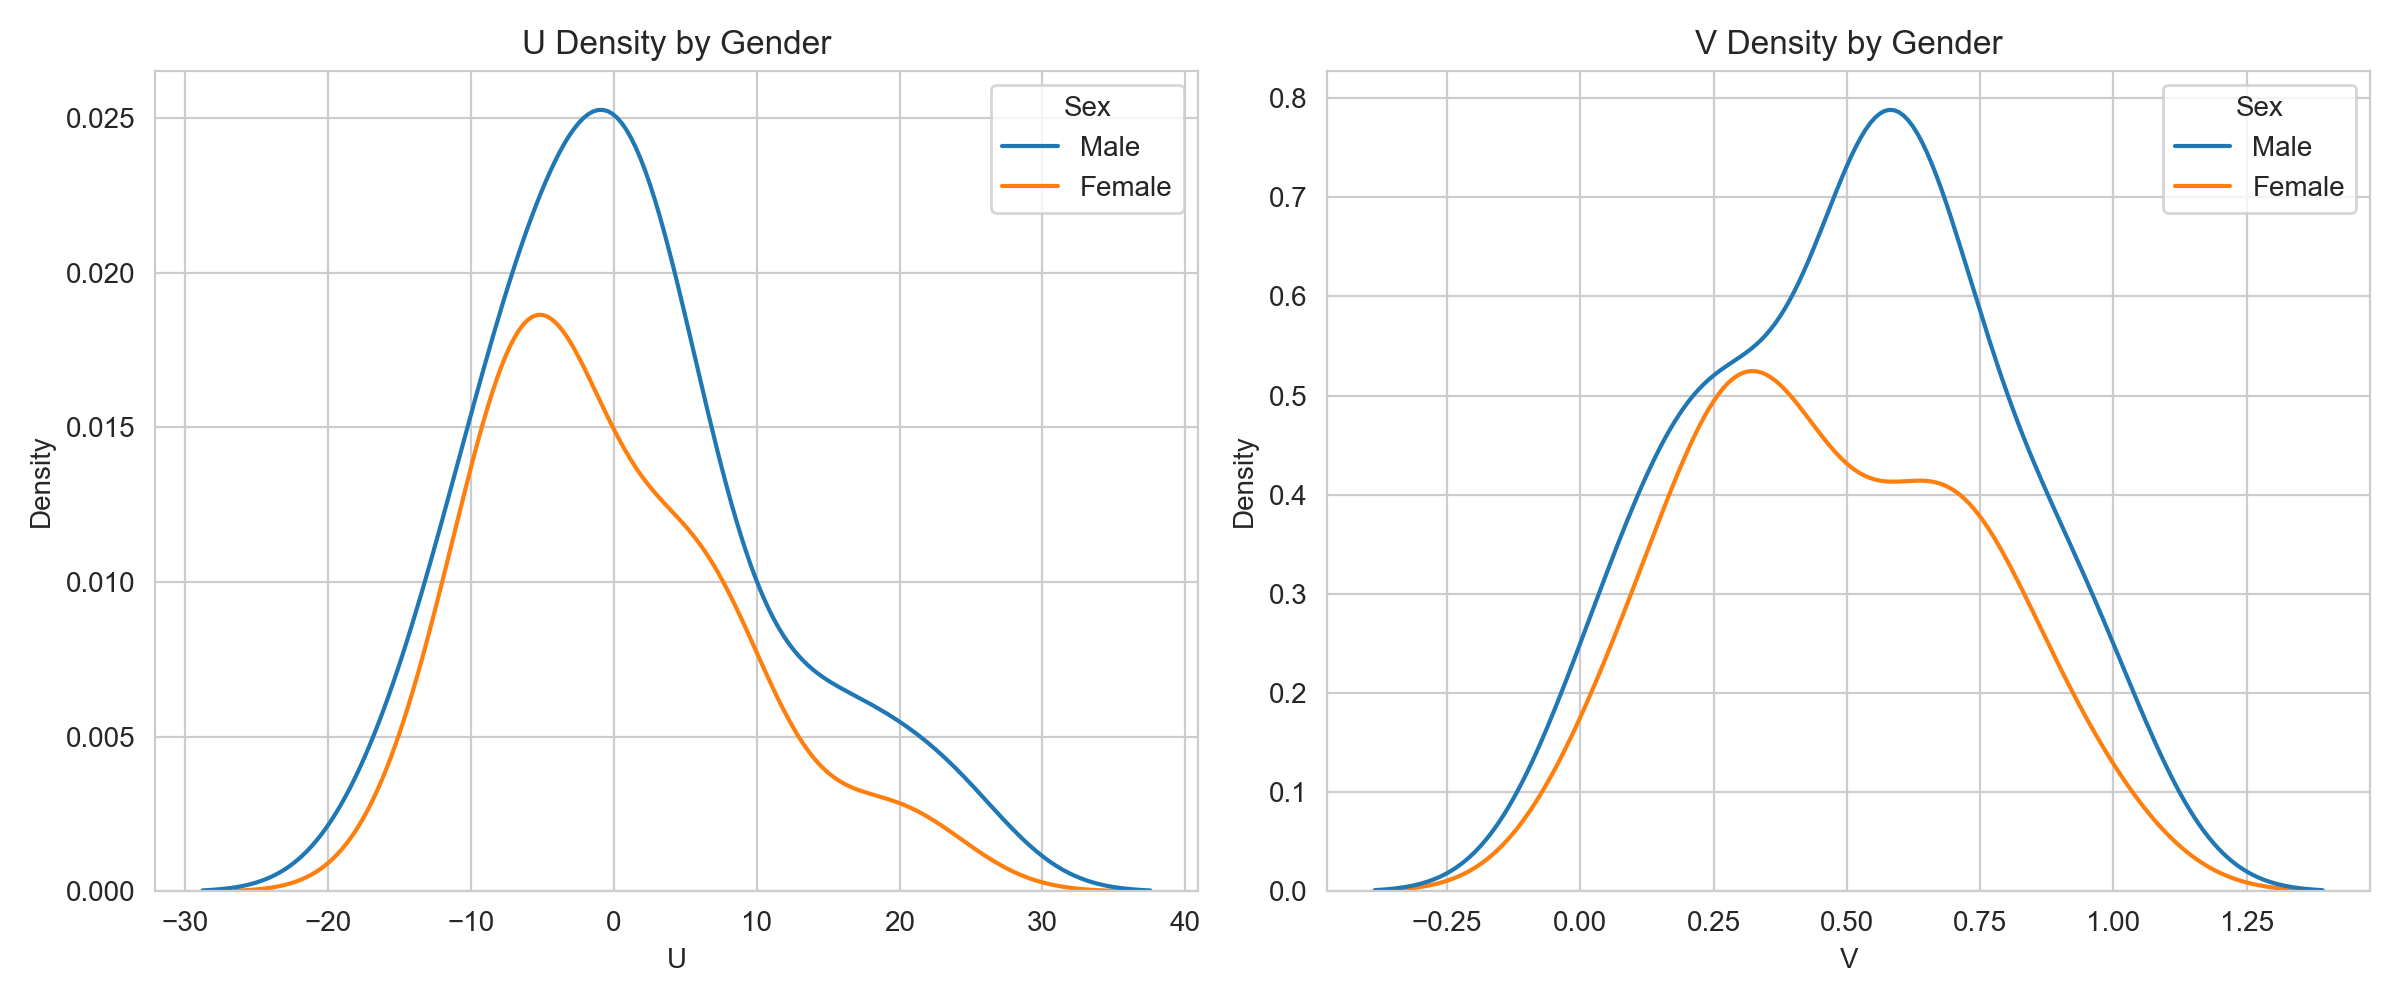 U Density by Gender
Sex
Male
Female
0.025
0.020
0.015
0.010
0.005
0.000
Density
−30 −20 −10 0 10 20 30 40
U
V Density by Gender
Sex
Male
Female
0.8
0.7
0.6
0.5
0.4
0.3
0.2
0.1
0.0
Density
−0.25 0.00 0.25 0.50 0.75 1.00 1.25
V